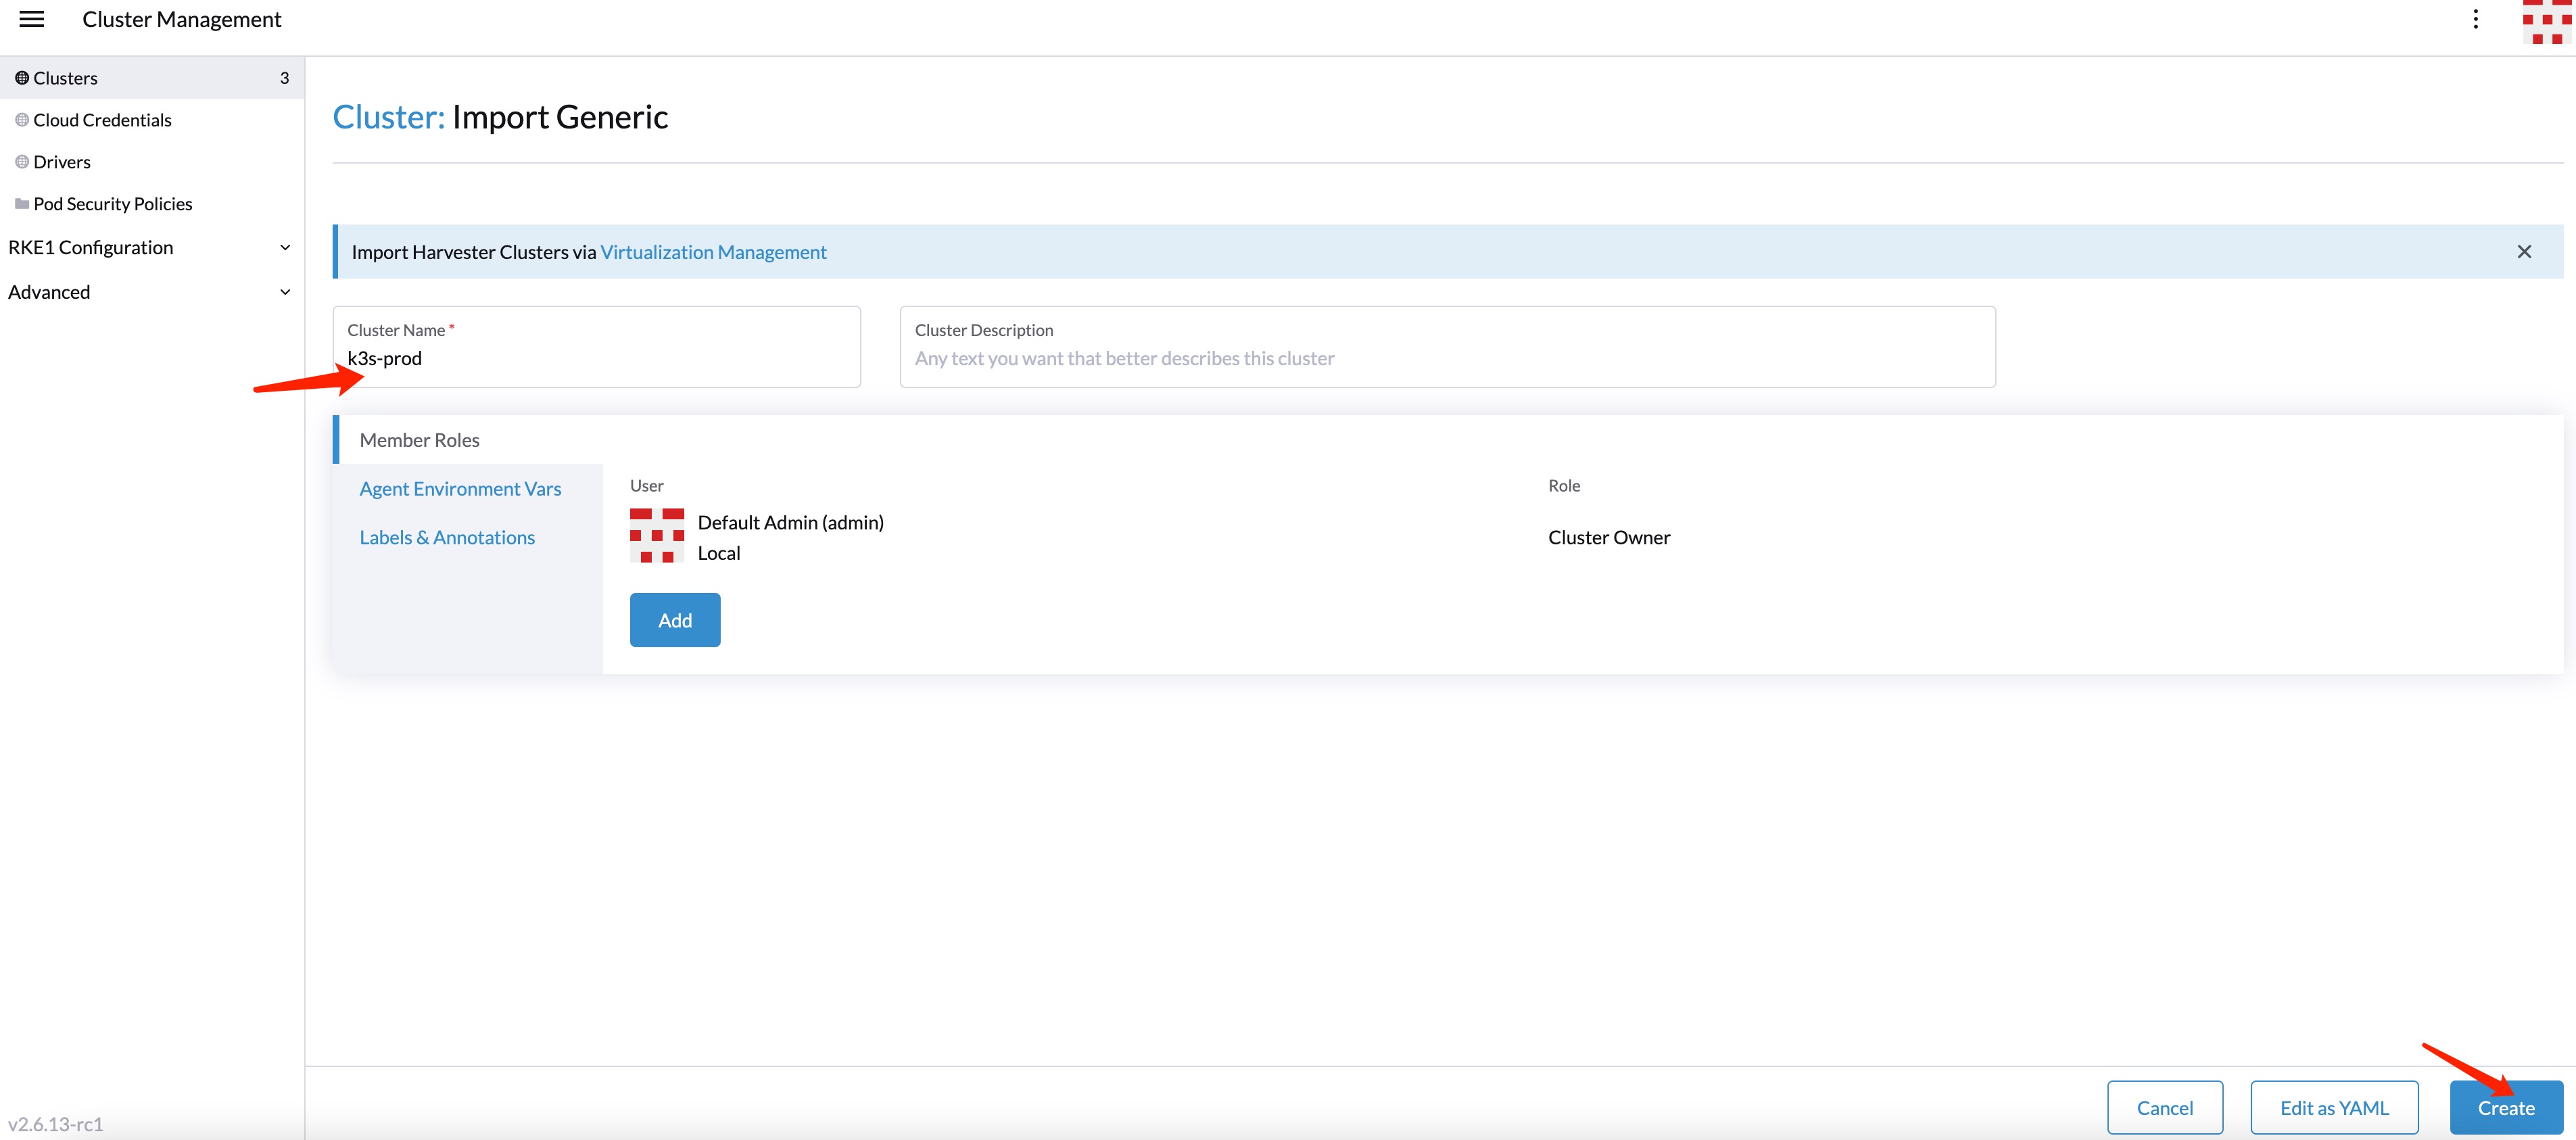 Cluster Management
Clusters 3
Cloud Credentials
Drivers
Pod Security Policies
RKE1 Configuration
Advanced
Cluster: Import Generic
Import Harvester Clusters via Virtualization Management
Cluster Name *
k3s-prod
Cluster Description
Any text you want that better describes this cluster
Member Roles
Agent Environment Vars
Labels & Annotations
User
Role
Default Admin (admin)
Local
Cluster Owner
Add
Cancel
Edit as YAML
Create
v2.6.13-rc1